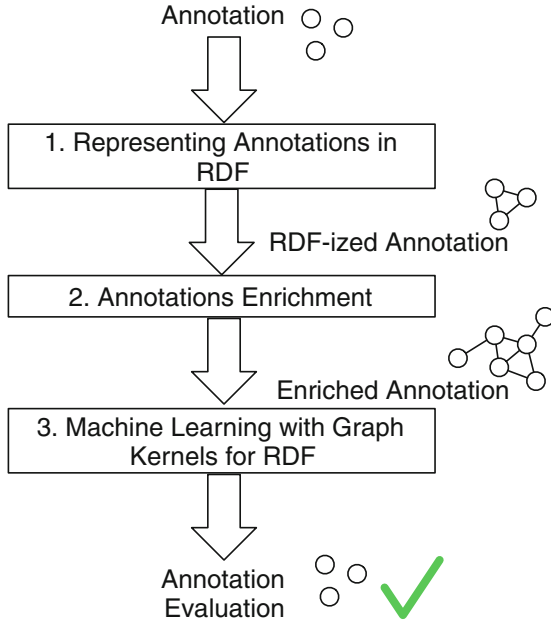 Annotation
1. Representing Annotations in
RDF
RDF-ized Annotation
2. Annotations Enrichment
Enriched Annotation
3. Machine Learning with Graph
Kernels for RDF
Annotation
Evaluation